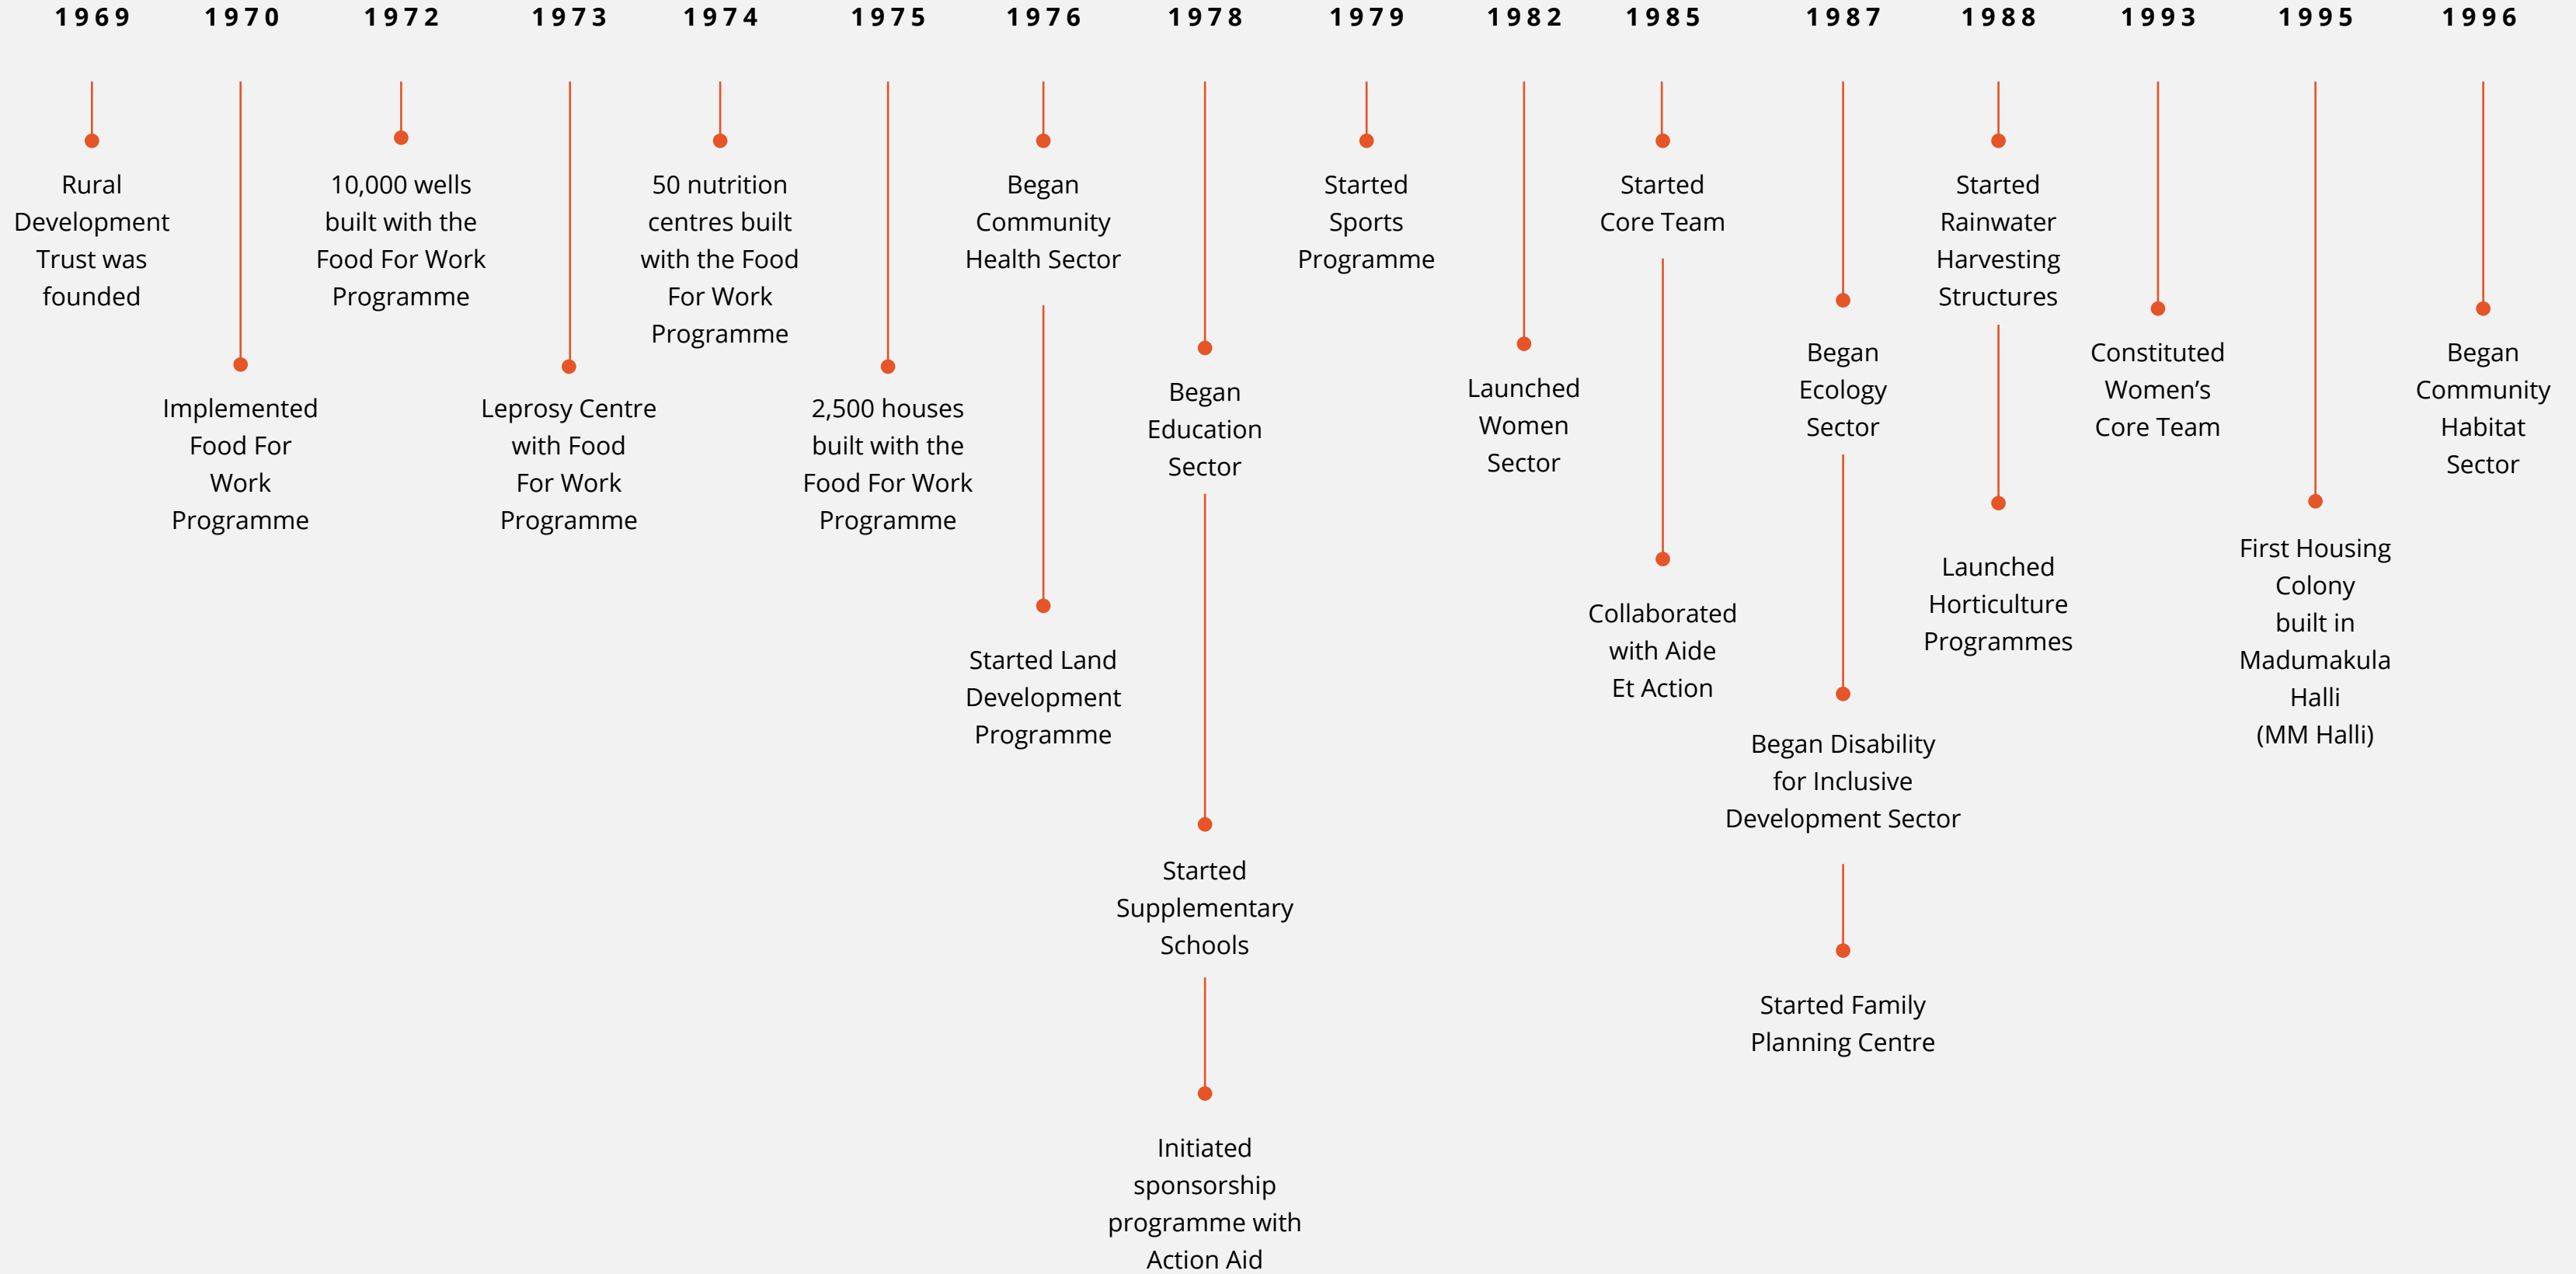 1969
Rural
Development
Trust was
founded
1970
Implemented
Food For
Work
Programme
1972
10,000 wells
built with the
Food For Work
Programme
1973
Leprosy Centre
with Food
For Work
Programme
1974
50 nutrition
centres built
with the Food
For Work
Programme
1975
2,500 houses
built with the
Food For Work
Programme
1976
Began
Community
Health Sector
Started Land
Development
Programme
1978
Began
Education
Sector
Started
Supplementary
Schools
Initiated
sponsorship
programme with
Action Aid
1979
Started
Sports
Programme
1982
Launched
Women
Sector
1985
Started
Core Team
Collaborated
with Aide
Et Action
1987
Began
Ecology
Sector
Began Disability
for Inclusive
Development Sector
Started Family
Planning Centre
1988
Started
Rainwater
Harvesting
Structures
Launched
Horticulture
Programmes
1993
Constituted
Women’s
Core Team
1995
First Housing
Colony
built in
Madumakula
Halli
(MM Halli)
1996
Began
Community
Habitat
Sector